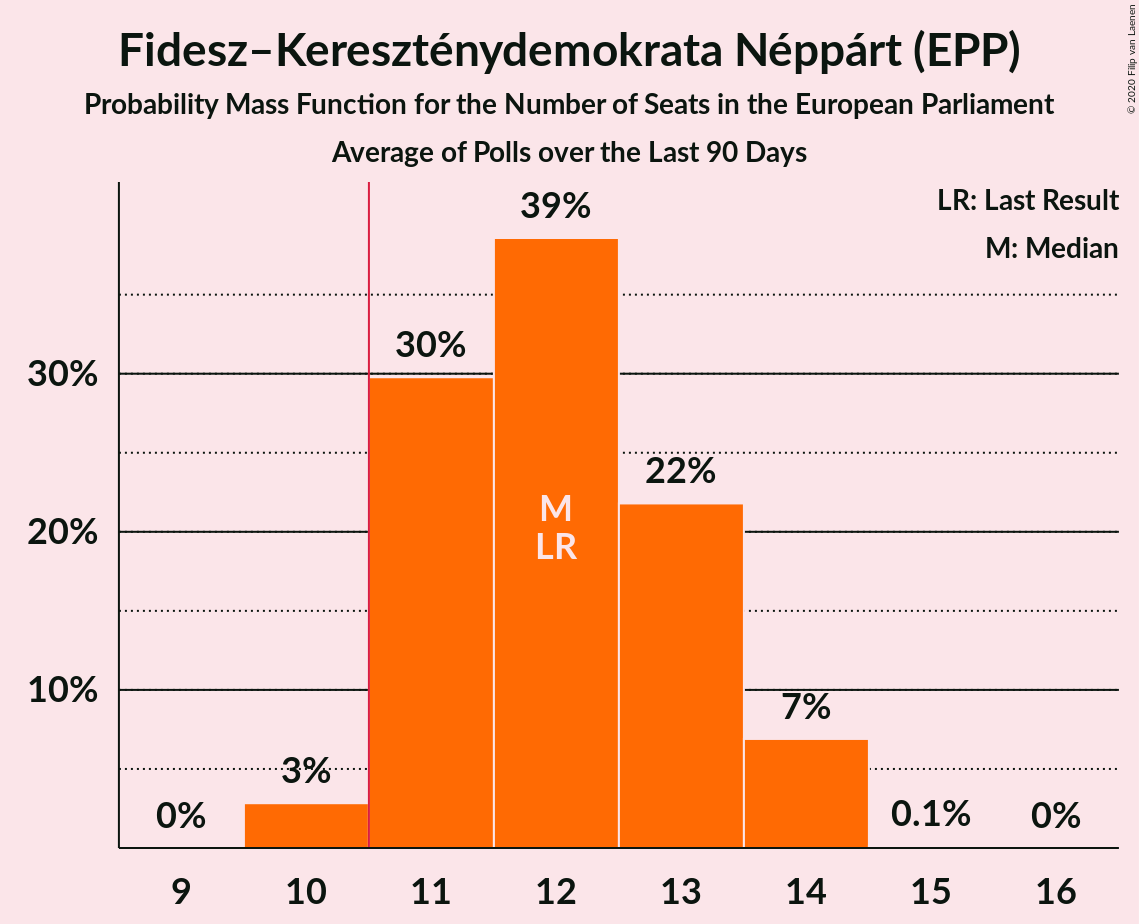 Fidesz–Kereszténydemokrata Néppárt (EPP)
Probability Mass Function for the Number of Seats in the European Parliament
Average of Polls over the Last 90 Days
© 2020 Filip van Laenen
LR: Last Result
M: Median
39%
30%
30%
22%
20%
M
LR
10%
7%
3%
0%
0.1%
0%
9 10 11 12 13 14 15 16